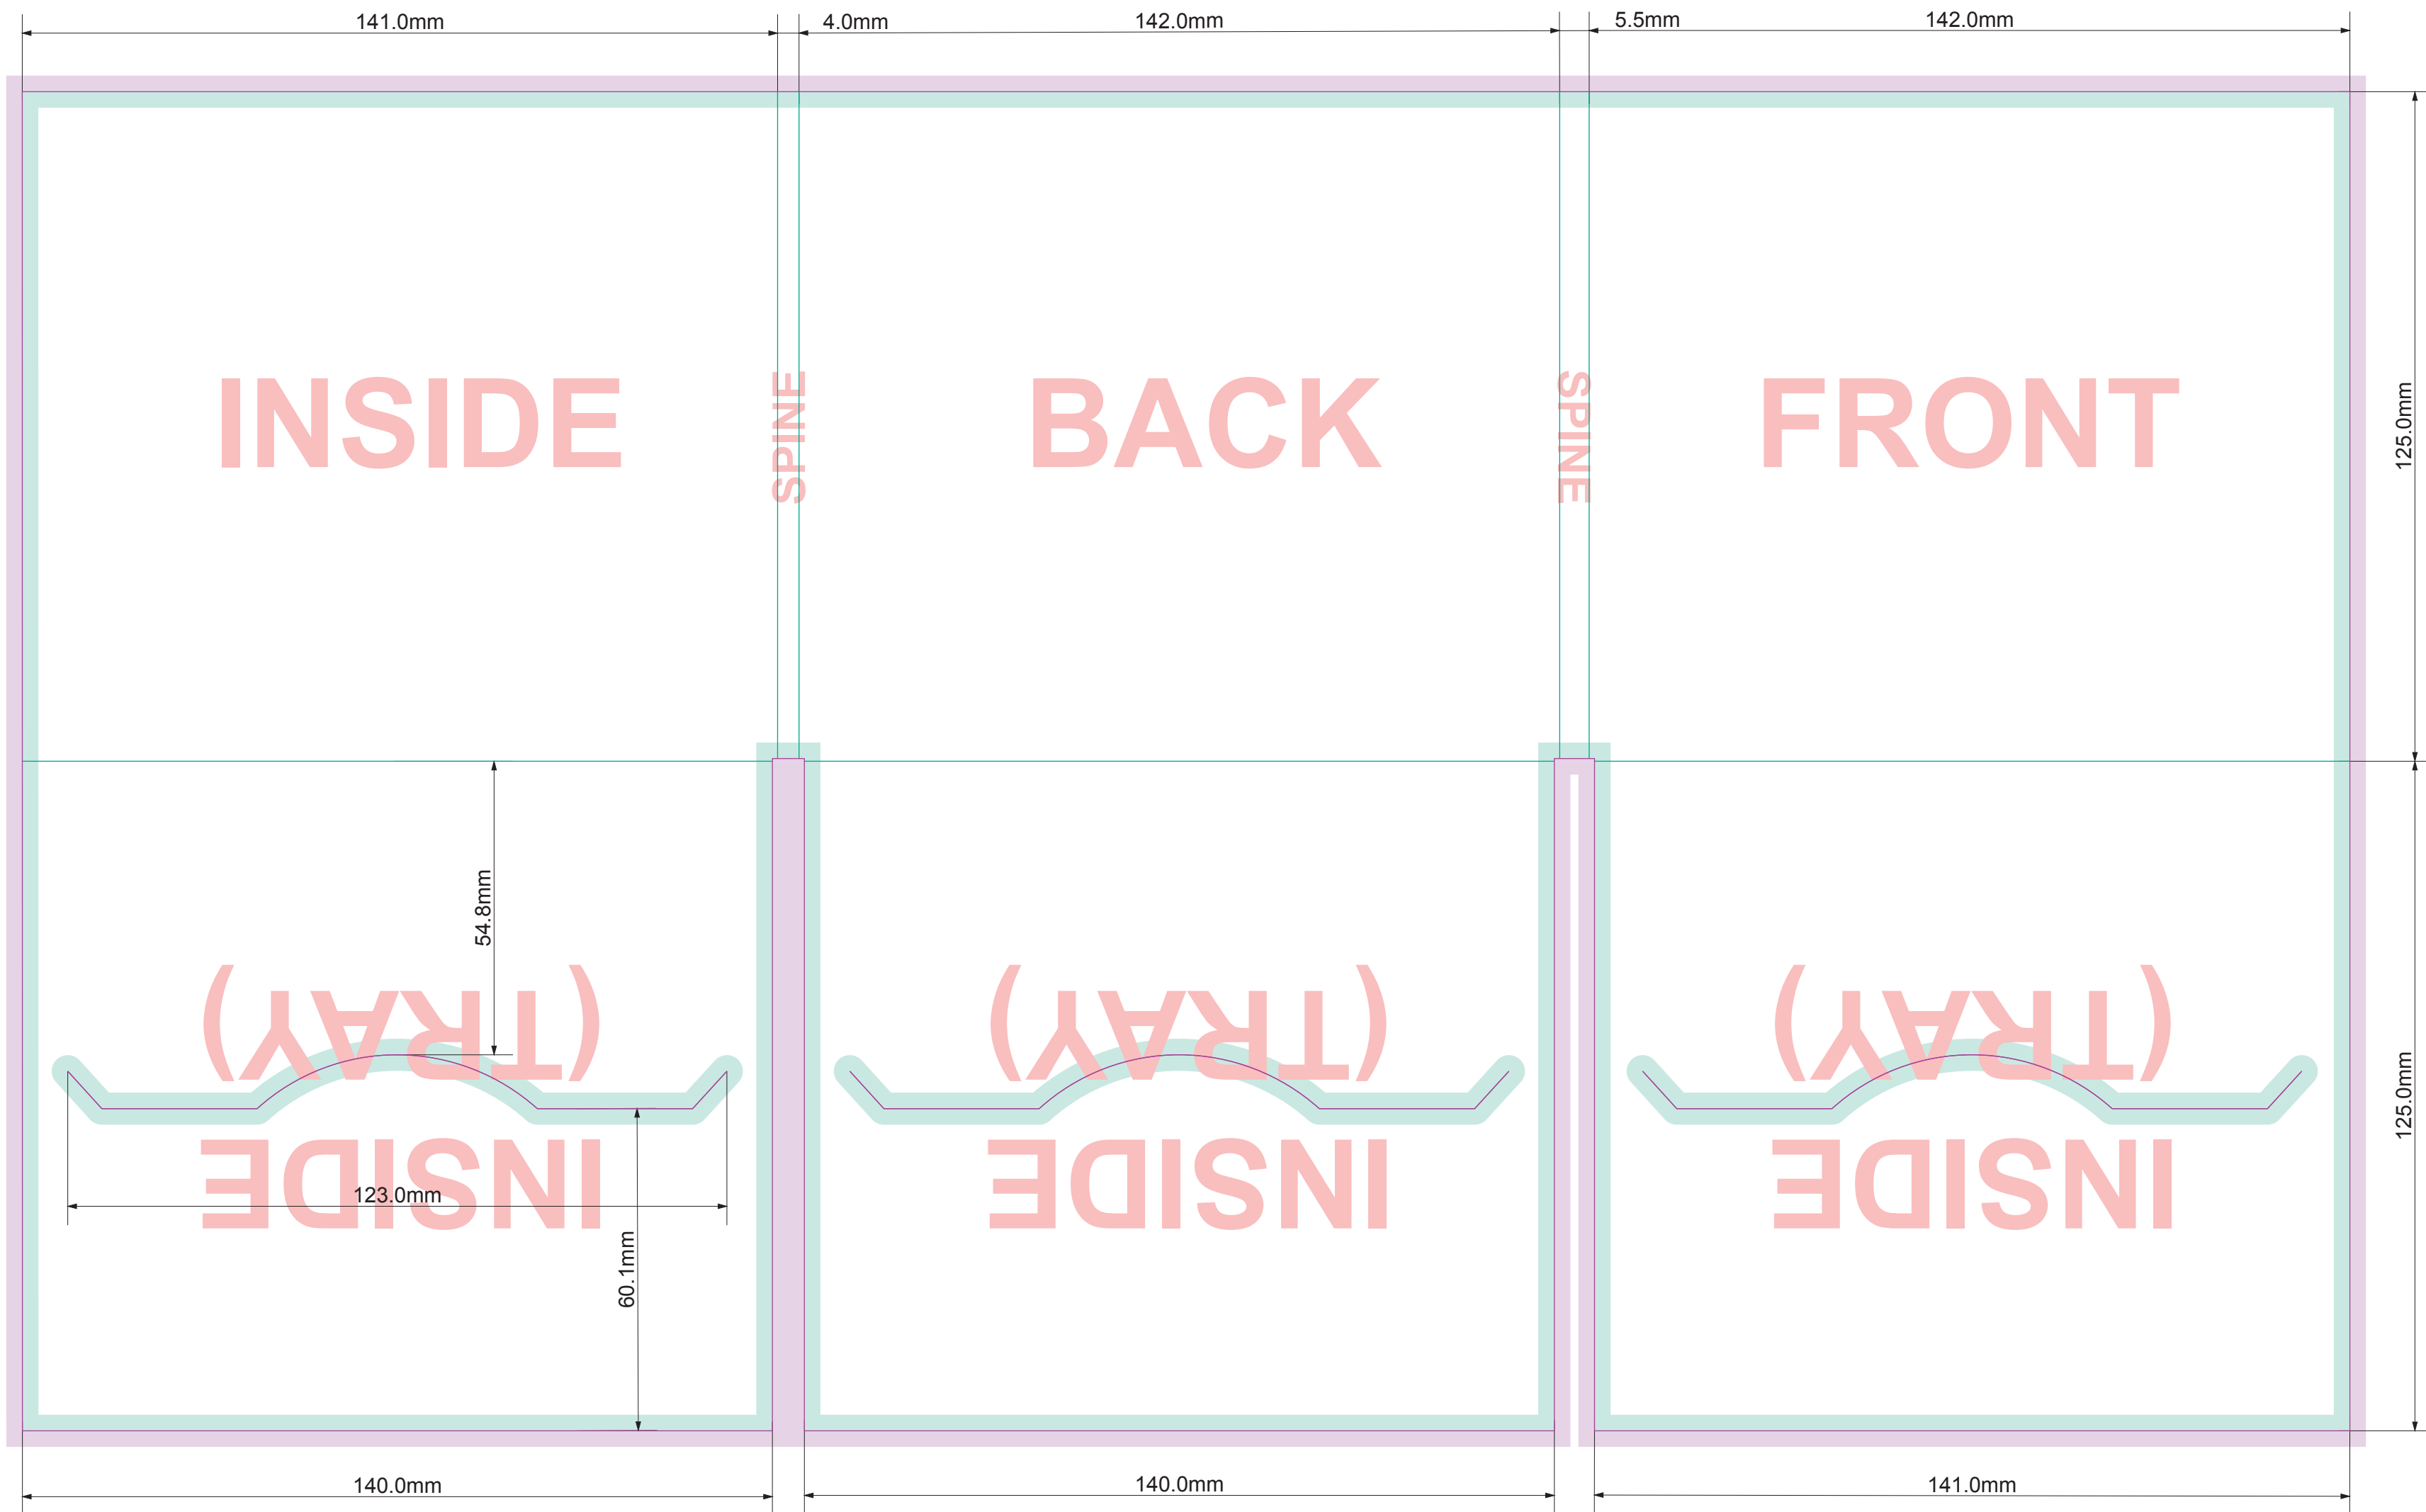 141.0mm 4.0mm 142.0mm 5.5mm 142.0mm
INSIDE SPINE BACK SPINE FRONT
125.0mm
54.8mm
(TRAY) (TRAY) (TRAY)
125.0mm
INSIDE INSIDE INSIDE
123.0mm
60.1mm
140.0mm 140.0mm 141.0mm